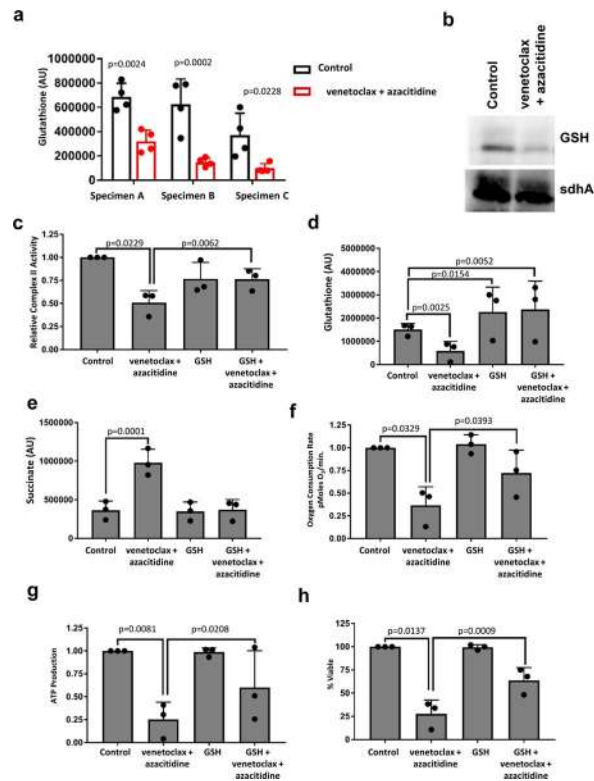 a
Glutathione (AU)
1000000
800000
600000
400000
200000
p=0.0024
p=0.0002
p=0.0228
Specimen A
Specimen B
Specimen C
Control
venetoclax + azacitidine
b
Control
venetoclax
+ azacitidine
GSH
sdhA
c
Relative Complex II Activity
1.00
0.75
0.50
0.25
0.00
p=0.0229
p=0.0062
Control
venetoclax +
azacitidine
GSH
GSH +
venetoclax +
azacitidine
d
Glutathione (AU)
4000000
3000000
2000000
1000000
0
p=0.0052
p=0.0154
p=0.0025
Control
venetoclax +
azacitidine
GSH
GSH +
venetoclax +
azacitidine
e
Succinate (AU)
1500000
1000000
500000
0
p=0.0001
Control
venetoclax +
azacitidine
GSH
GSH +
venetoclax +
azacitidine
f
Oxygen Consumption Rate
pMoles O₂/min.
1.25
1.00
0.75
0.50
0.25
0.00
p=0.0329
p=0.0393
Control
venetoclax +
azacitidine
GSH
GSH +
venetoclax +
azacitidine
g
ATP Production
1.25
1.00
0.75
0.50
0.25
0
p=0.0081
p=0.0208
Control
venetoclax +
azacitidine
GSH
GSH +
venetoclax +
azacitidine
h
% Viable
125
100
75
50
25
0
p=0.0137
p=0.0009
Control
venetoclax +
azacitidine
GSH
GSH +
venetoclax +
azacitidine